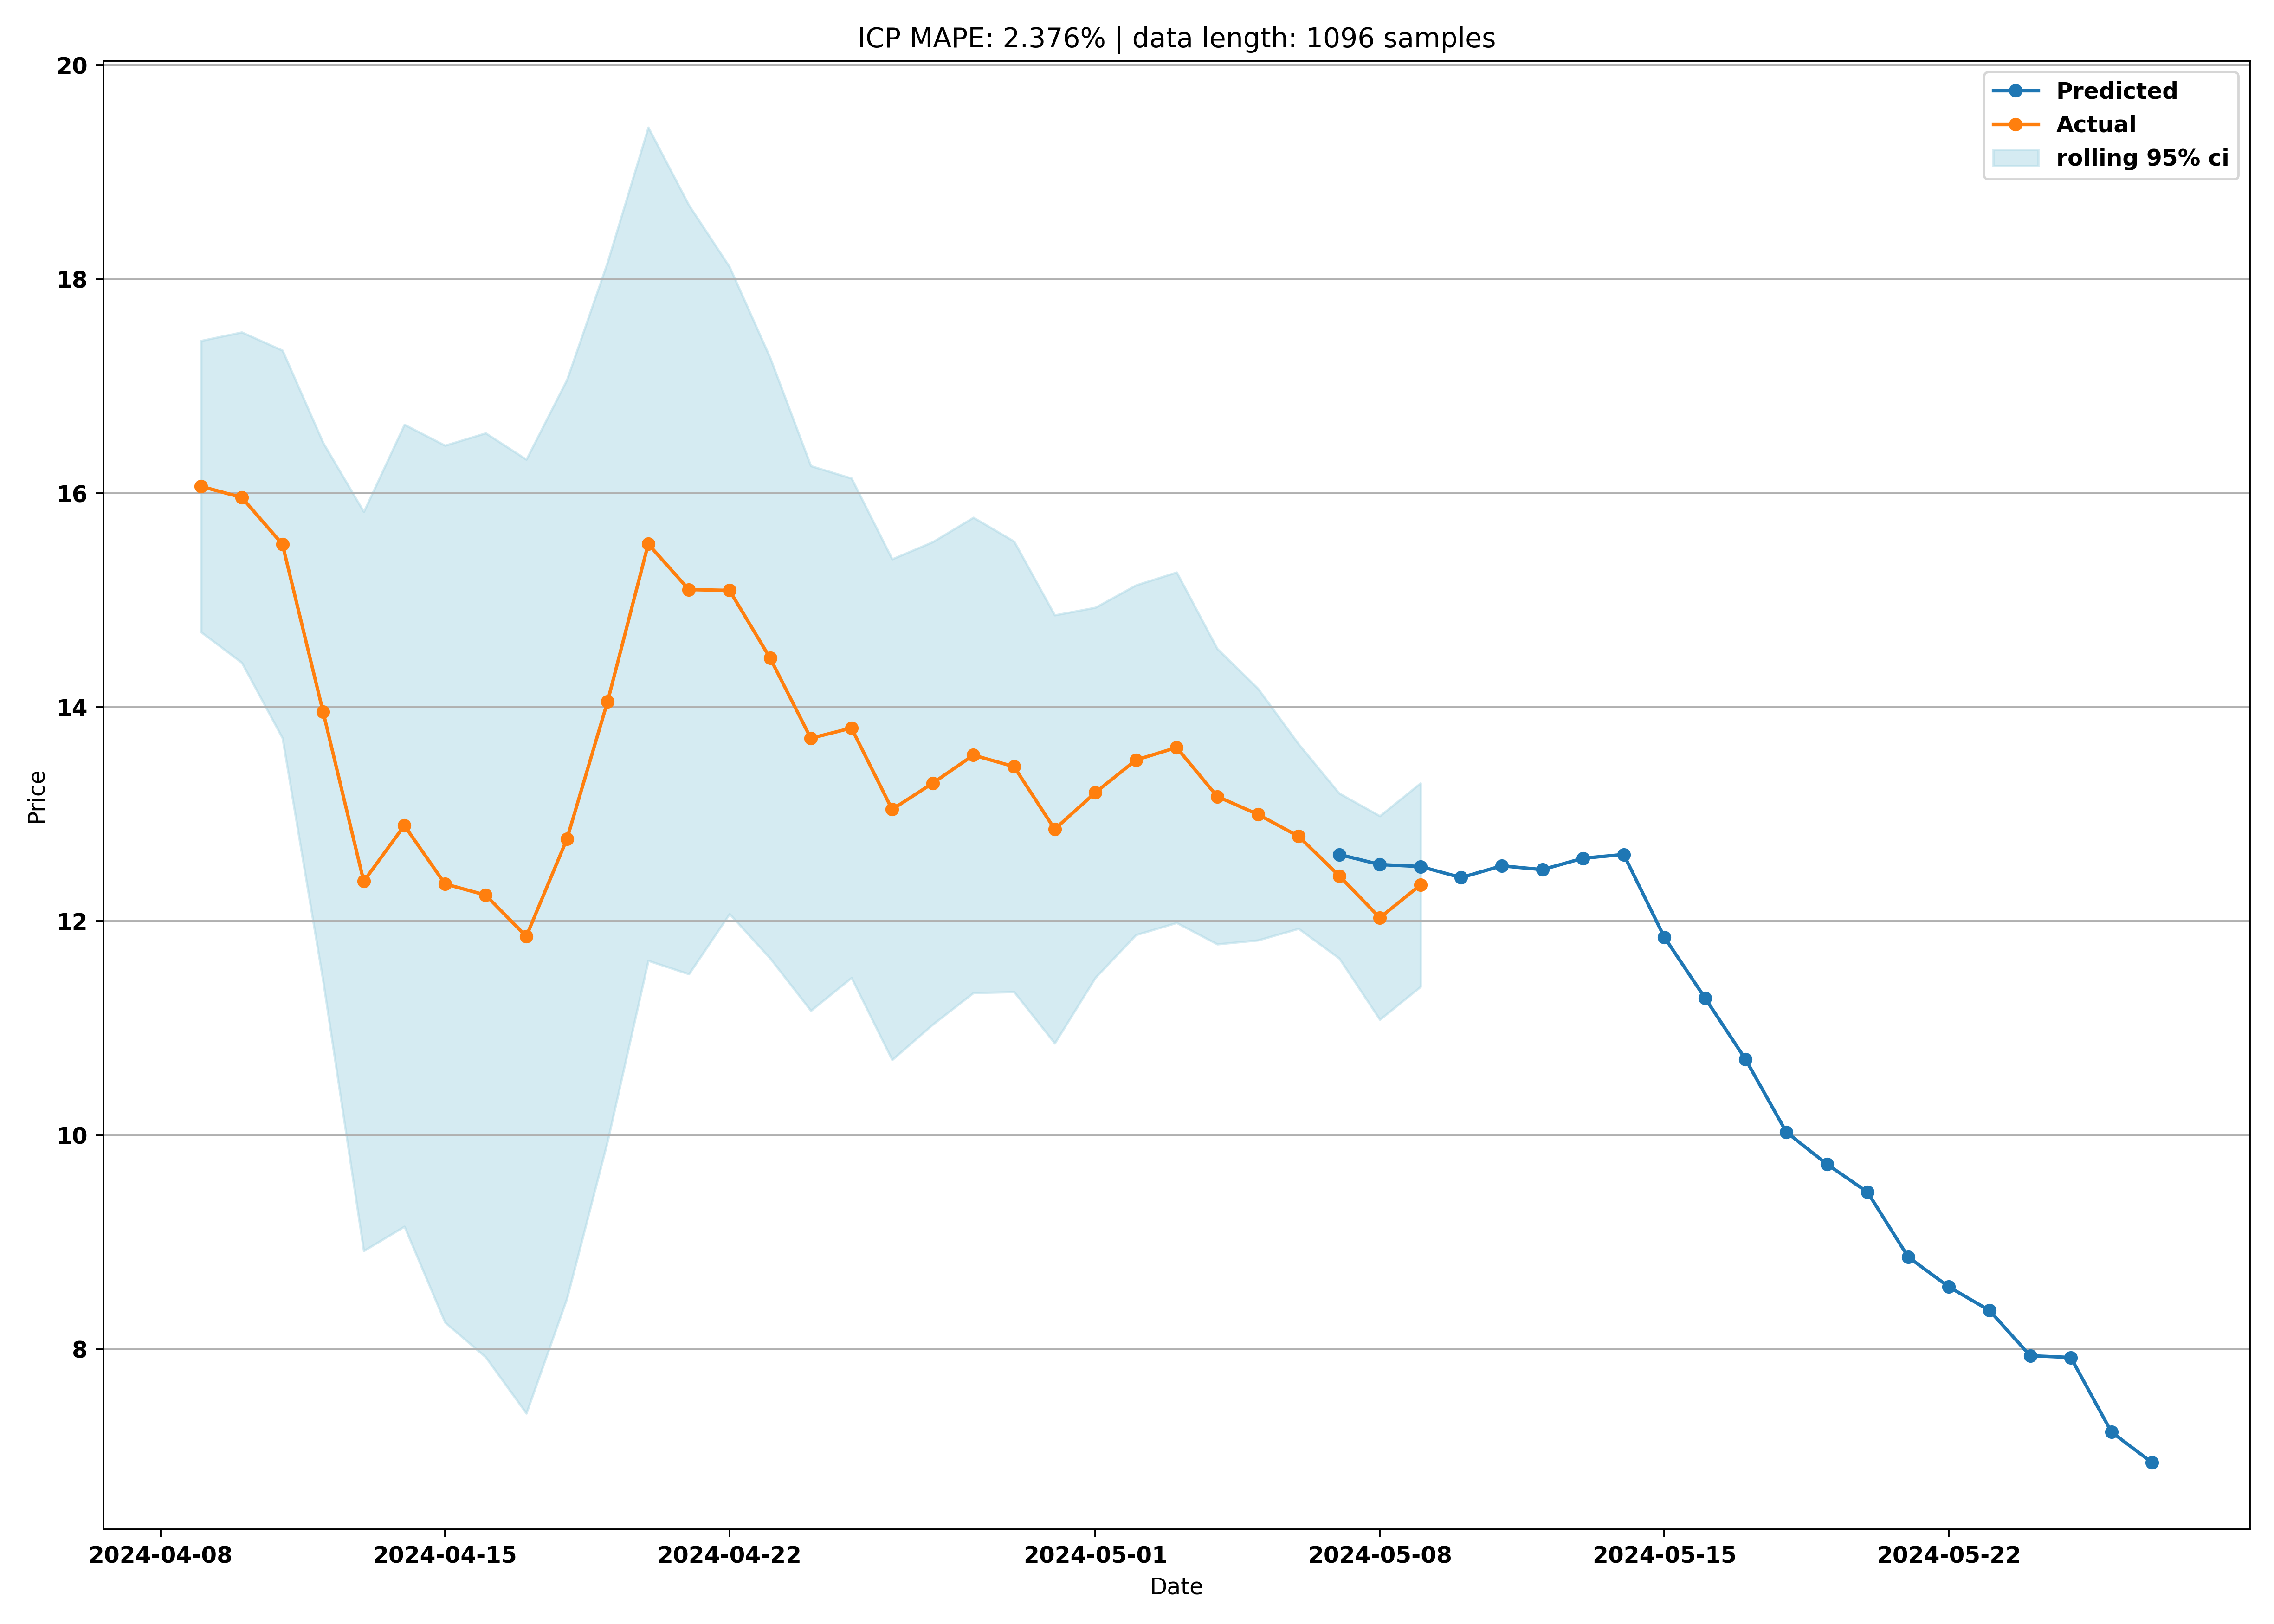 ICP MAPE: 2.376% | data length: 1096 samples
Predicted
Actual
rolling 95% ci
20
18
16
14
12
10
8
Price
2024-04-08
2024-04-15
2024-04-22
2024-05-01
2024-05-08
2024-05-15
2024-05-22
Date